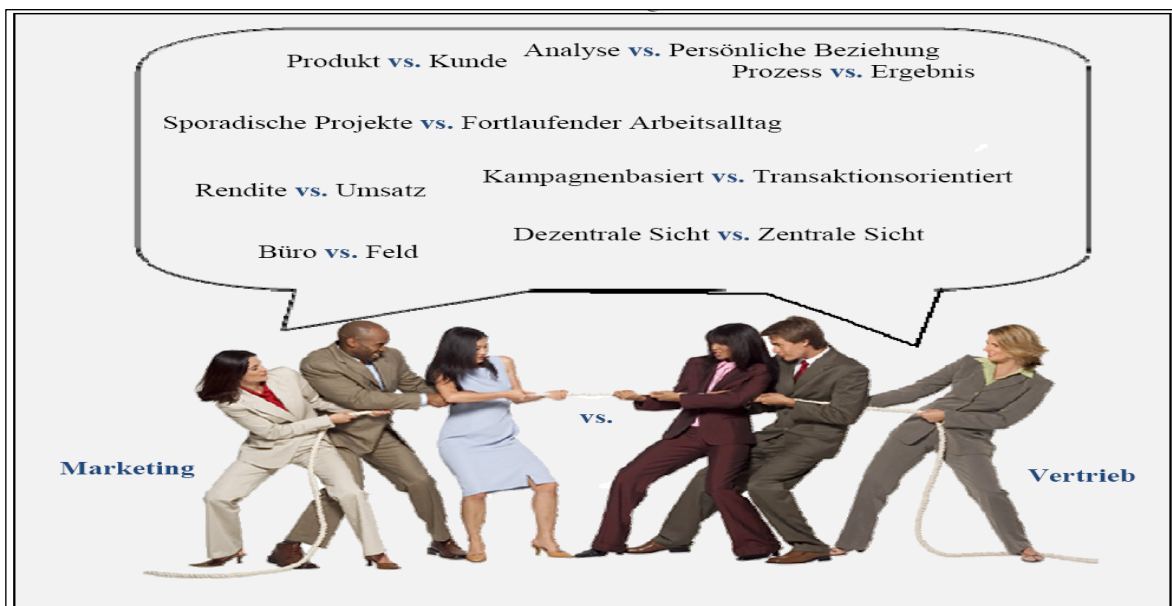 Produkt vs. Kunde
Analyse vs. Persönliche Beziehung
Prozess vs. Ergebnis
Sporadische Projekte vs. Fortlaufender Arbeitsalltag
Rendite vs. Umsatz
Kampagnenbasiert vs. Transaktionsorientiert
Büro vs. Feld
Dezentrale Sicht vs. Zentrale Sicht
vs.
Marketing
Vertrieb